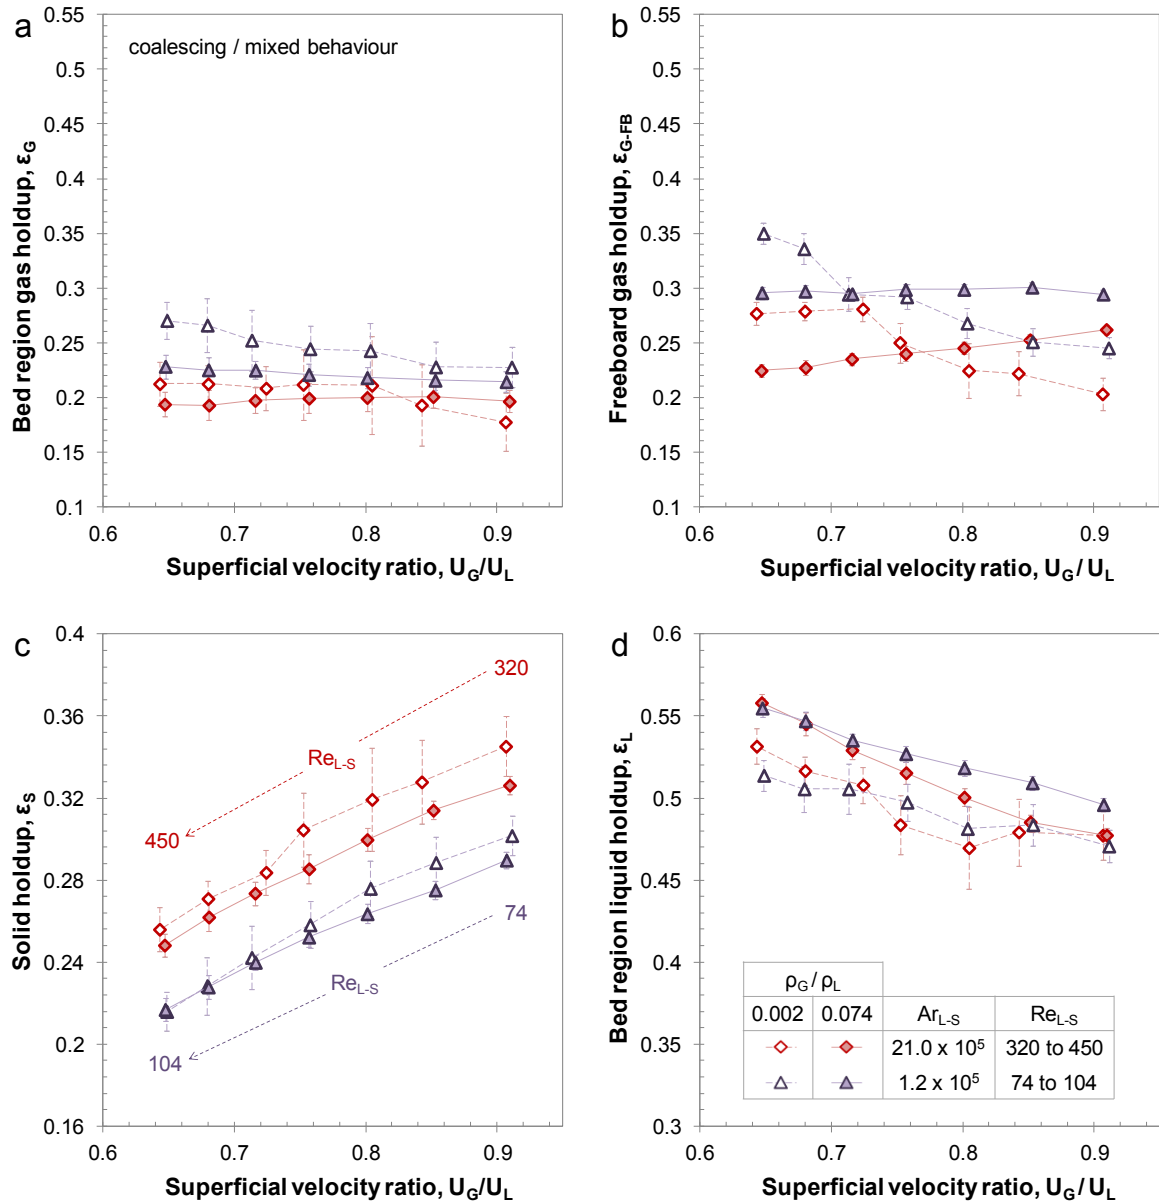 a
coalescing / mixed behaviour
Bed region gas holdup, εG
0.55
0.5
0.45
0.4
0.35
0.3
0.25
0.2
0.15
0.1
0.6
0.7
0.8
0.9
Superficial velocity ratio, UG/UL
b
Freeboard gas holdup, εG-FB
0.55
0.5
0.45
0.4
0.35
0.3
0.25
0.2
0.15
0.1
0.6
0.7
0.8
0.9
Superficial velocity ratio, UG/ UL
c
Solid holdup, εS
0.4
0.36
0.32
0.28
0.24
0.2
0.16
320
ReL-S
450
74
ReL-S
104
0.6
0.7
0.8
0.9
Superficial velocity ratio, UG/UL
d
Bed region liquid holdup, εL
0.6
0.55
0.5
0.45
0.4
0.35
0.3
ρG / ρL
0.002 0.074 ArL-S ReL-S
21.0 x 10⁵ 320 to 450
1.2 x 10⁵ 74 to 104
0.6
0.7
0.8
0.9
Superficial velocity ratio, UG/ UL